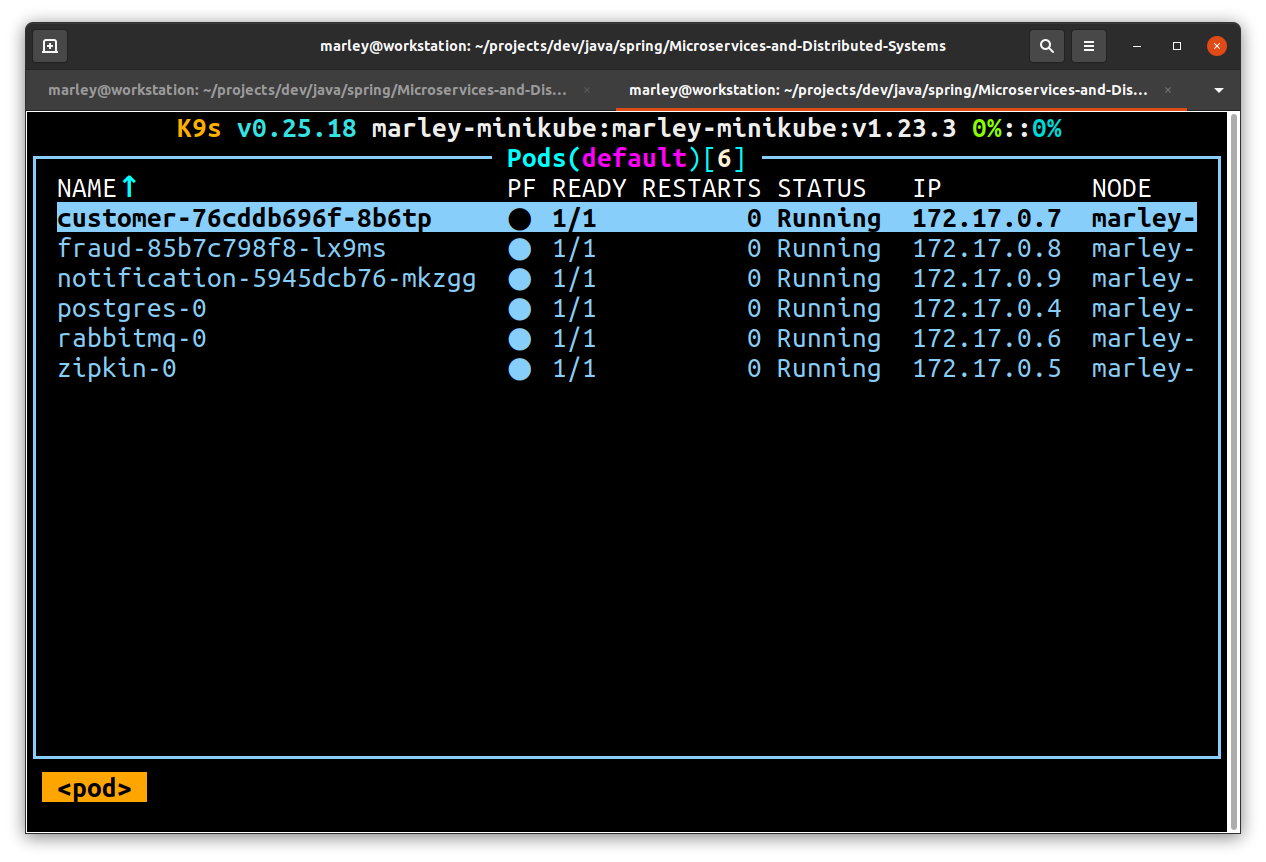 marley@workstation: ~/projects/dev/java/spring/Microservices-and-Distributed-Systems
marley@workstation: ~/projects/dev/java/spring/Microservices-and-Dis... × marley@workstation: ~/projects/dev/java/spring/Microservices-and-Dis... ×
K9s v0.25.18 marley-minikube:marley-minikube:v1.23.3 0%::0%
Pods(default)[6]
NAME↑ PF READY RESTARTS STATUS IP NODE
customer-76cddb696f-8b6tp ● 1/1 0 Running 172.17.0.7 marley-
fraud-85b7c798f8-lx9ms ● 1/1 0 Running 172.17.0.8 marley-
notification-5945dcb76-mkzgg ● 1/1 0 Running 172.17.0.9 marley-
postgres-0 ● 1/1 0 Running 172.17.0.4 marley-
rabbitmq-0 ● 1/1 0 Running 172.17.0.6 marley-
zipkin-0 ● 1/1 0 Running 172.17.0.5 marley-
<pod>